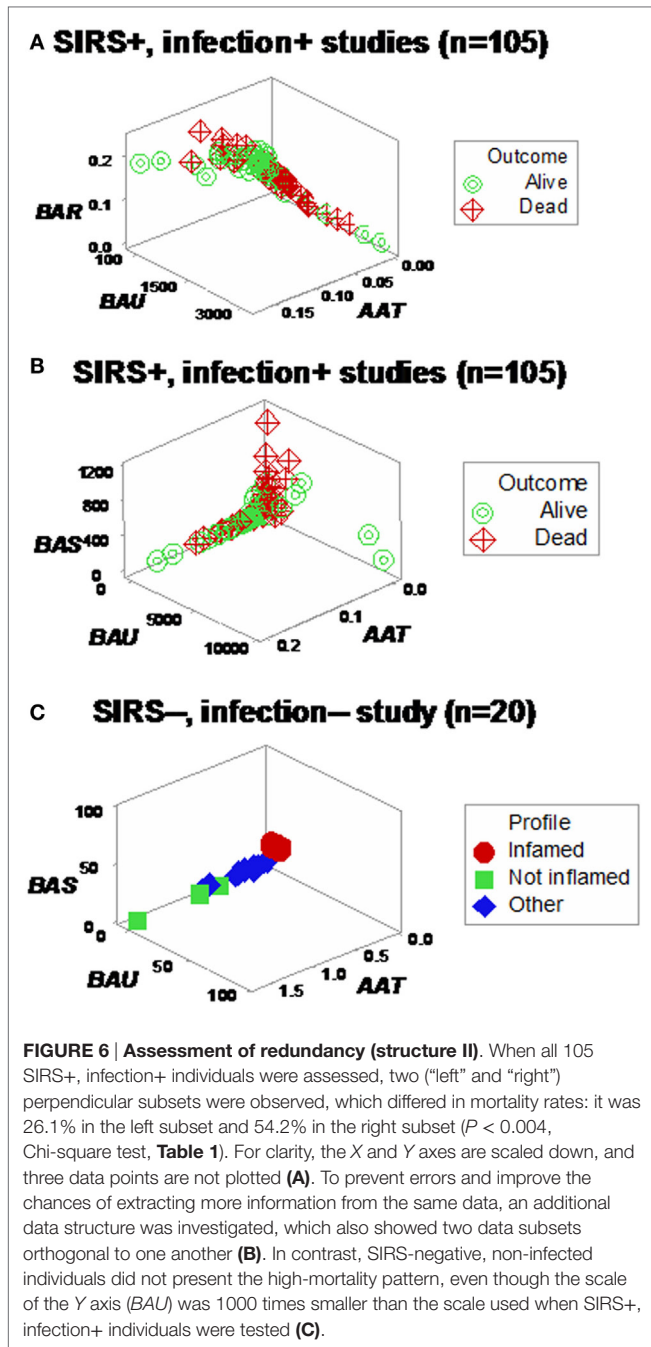 A SIRS+, infection+ studies (n=105)
0.2
0.1
0.0
BAR
100
1500
3000
BAU
0.15
0.10
0.05
0.00
AAT
Outcome
Alive
Dead
B SIRS+, infection+ studies (n=105)
1200
800
400
0
BAS
0
5000
10000
BAU
0.2
0.1
0.0
AAT
Outcome
Alive
Dead
C SIRS–, infection– study (n=20)
100
50
0
BAS
0
50
100
BAU
1.5
1.0
0.5
0.0
AAT
Profile
Infamed
Not inflamed
Other
FIGURE 6 | Assessment of redundancy (structure II). When all 105
SIRS+, infection+ individuals were assessed, two (“left” and “right”)
perpendicular subsets were observed, which differed in mortality rates: it was
26.1% in the left subset and 54.2% in the right subset (P < 0.004,
Chi-square test, Table 1). For clarity, the X and Y axes are scaled down, and
three data points are not plotted (A). To prevent errors and improve the
chances of extracting more information from the same data, an additional
data structure was investigated, which also showed two data subsets
orthogonal to one another (B). In contrast, SIRS-negative, non-infected
individuals did not present the high-mortality pattern, even though the scale
of the Y axis (BAU) was 1000 times smaller than the scale used when SIRS+,
infection+ individuals were tested (C).